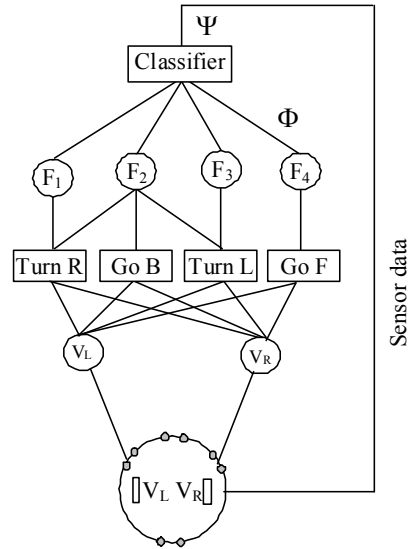 Ψ
Classifier
Φ
F1 F2 F3 F4
Turn R Go B Turn L Go F
VL VR
VL VR
Sensor data